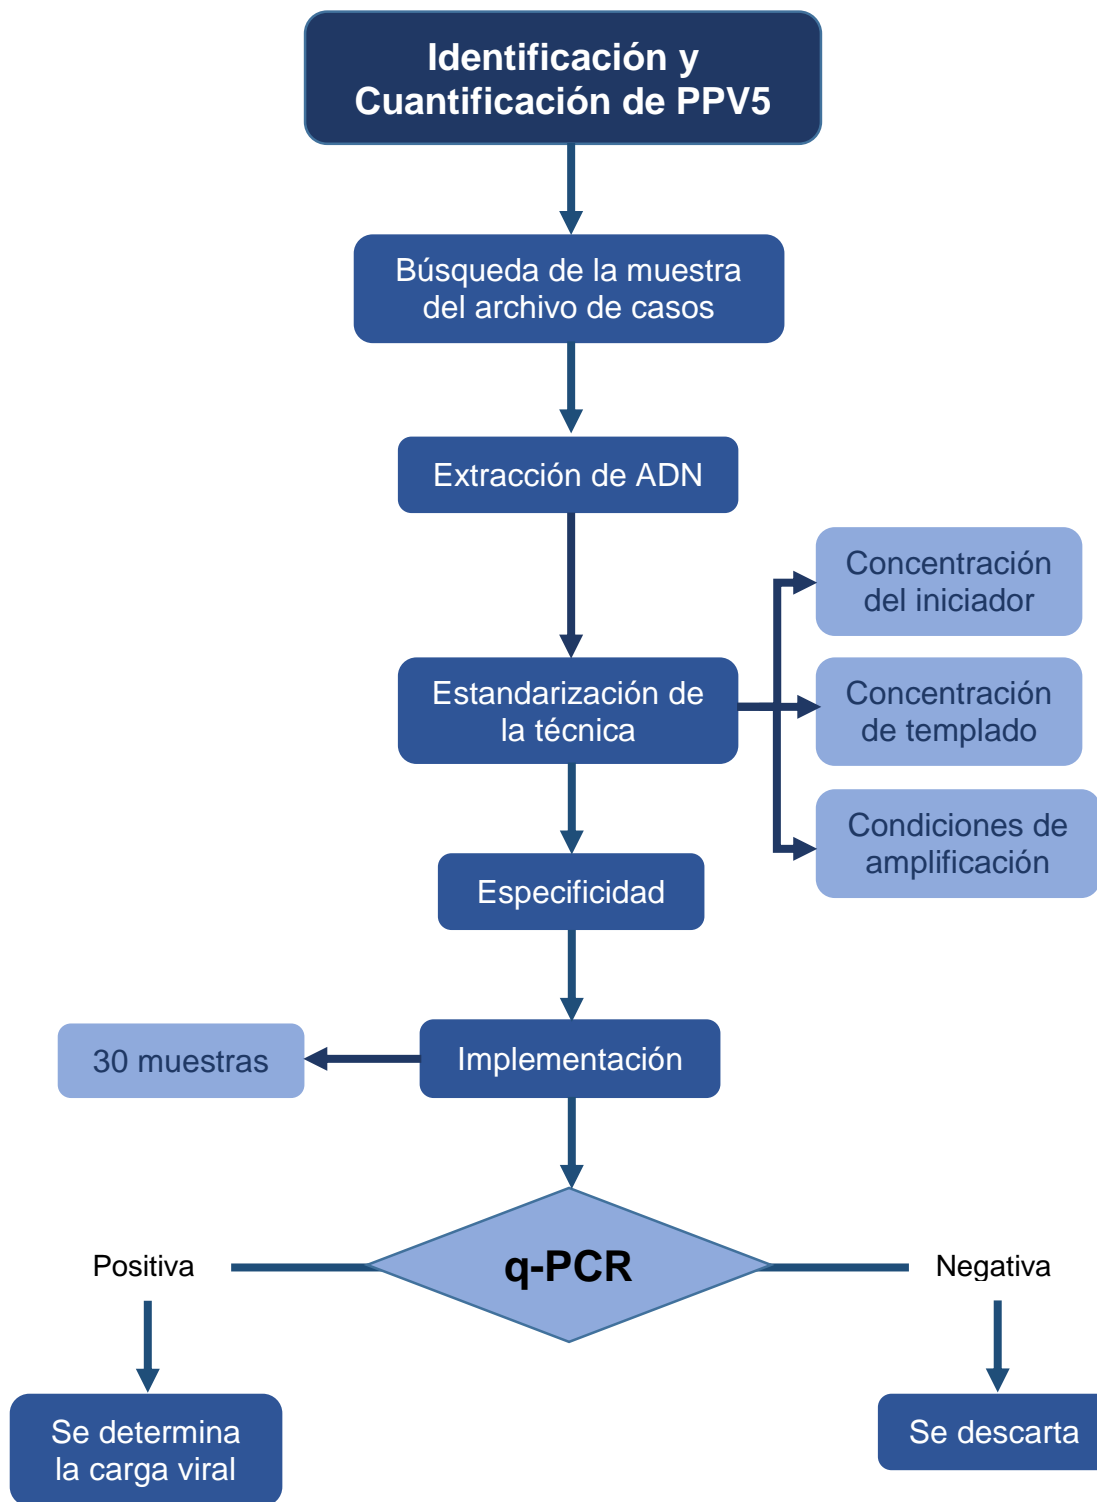 Identificación y
Cuantificación de PPV5
Búsqueda de la muestra
del archivo de casos
Extracción de ADN
Concentración
del iniciador
Estandarización de
la técnica
Concentración
de templado
Condiciones de
amplificación
Especificidad
30 muestras
Implementación
q-PCR
Positiva
Negativa
Se determina
la carga viral
Se descarta